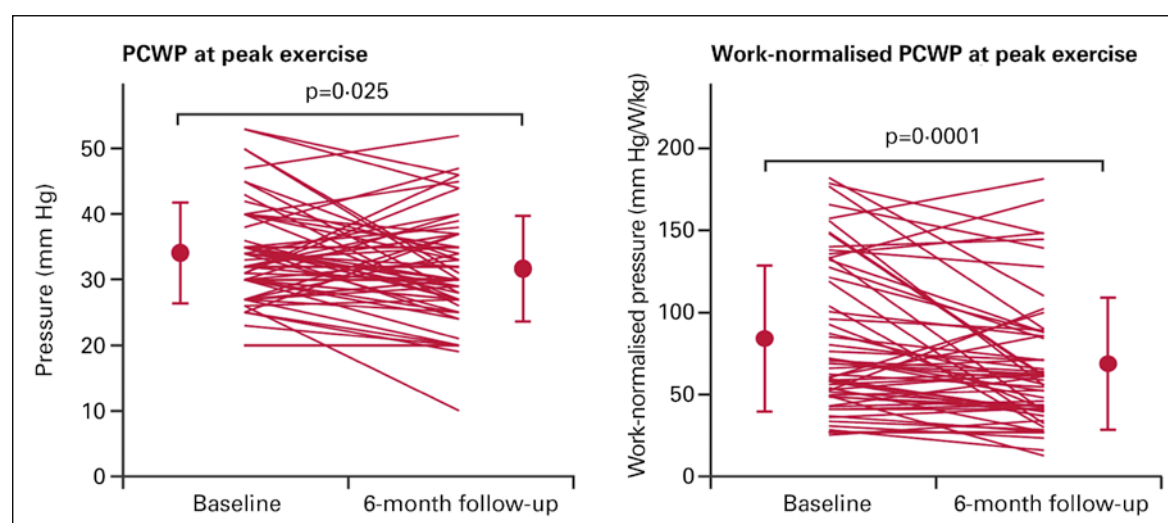 PCWP at peak exercise
p=0·025
Pressure (mm Hg)
50
40
30
20
10
0
Baseline
6-month follow-up
Work-normalised PCWP at peak exercise
p=0·0001
Work-normalised pressure (mm Hg/W/kg)
200
150
100
50
0
Baseline
6-month follow-up